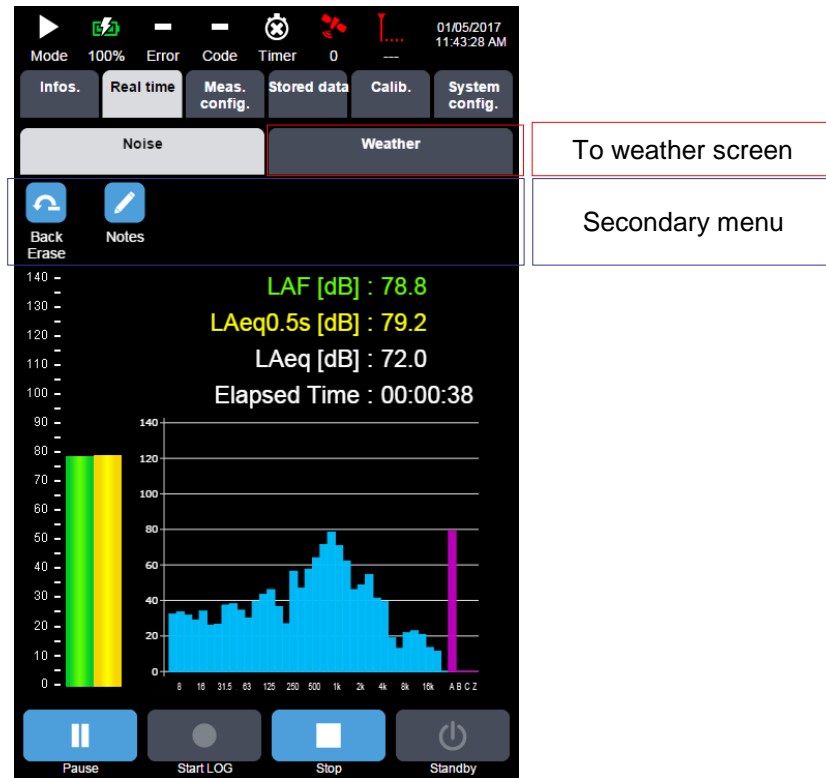 01/05/2017
11:43:28 AM
Mode 100% Error Code Timer 0 ---
Infos. Real time Meas. config. Stored data Calib. System config.
Noise Weather
To weather screen
Back Erase Notes
Secondary menu
LAF [dB] : 78.8
LAeq0.5s [dB] : 79.2
LAeq [dB] : 72.0
Elapsed Time : 00:00:38
140
130
120
110
100
90
80
70
60
50
40
30
20
10
0
140
120
100
80
60
40
20
0
8 16 31.5 63 125 250 500 1k 2k 4k 8k 16k A B C Z
Pause Start LOG Stop Standby